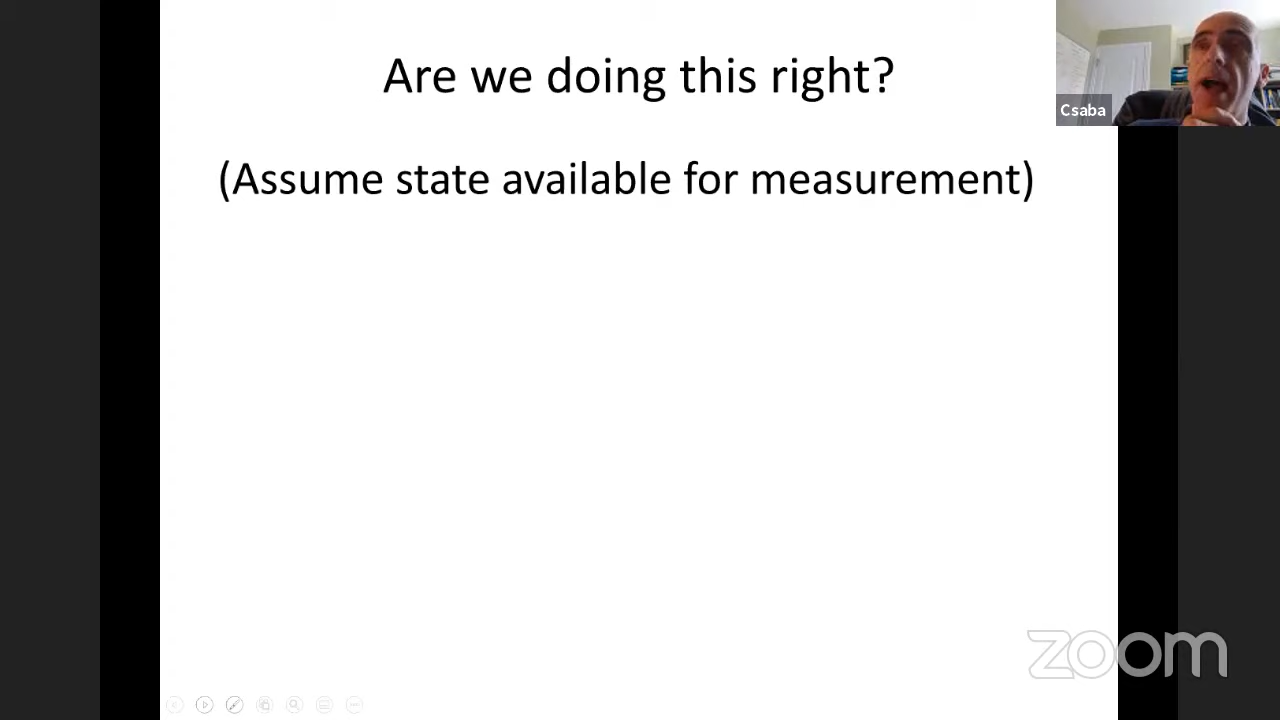 Are we doing this right?
(Assume state available for measurement)
Csaba
zoom